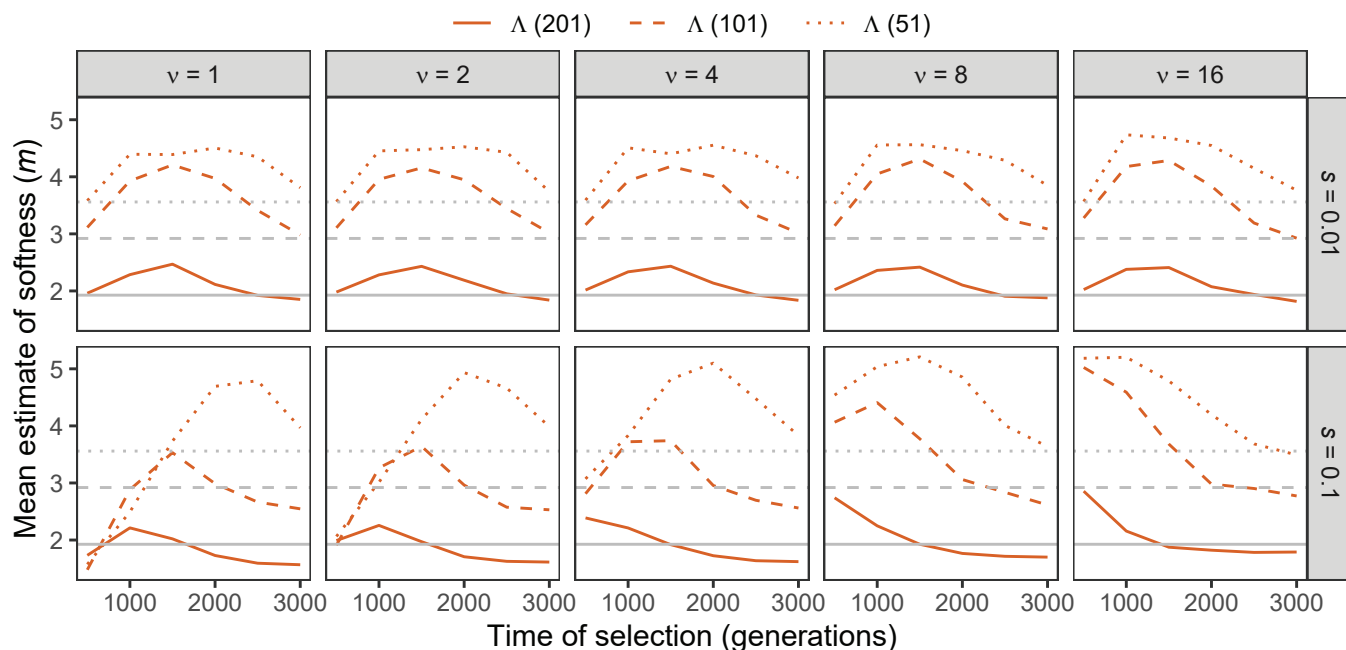 Λ (201) Λ (101) Λ (51)
ν = 1 ν = 2 ν = 4 ν = 8 ν = 16
Mean estimate of softness (m)
5
4
3
2
s = 0.01
5
4
3
2
s = 0.1
1000 2000 3000 1000 2000 3000 1000 2000 3000 1000 2000 3000 1000 2000 3000
Time of selection (generations)